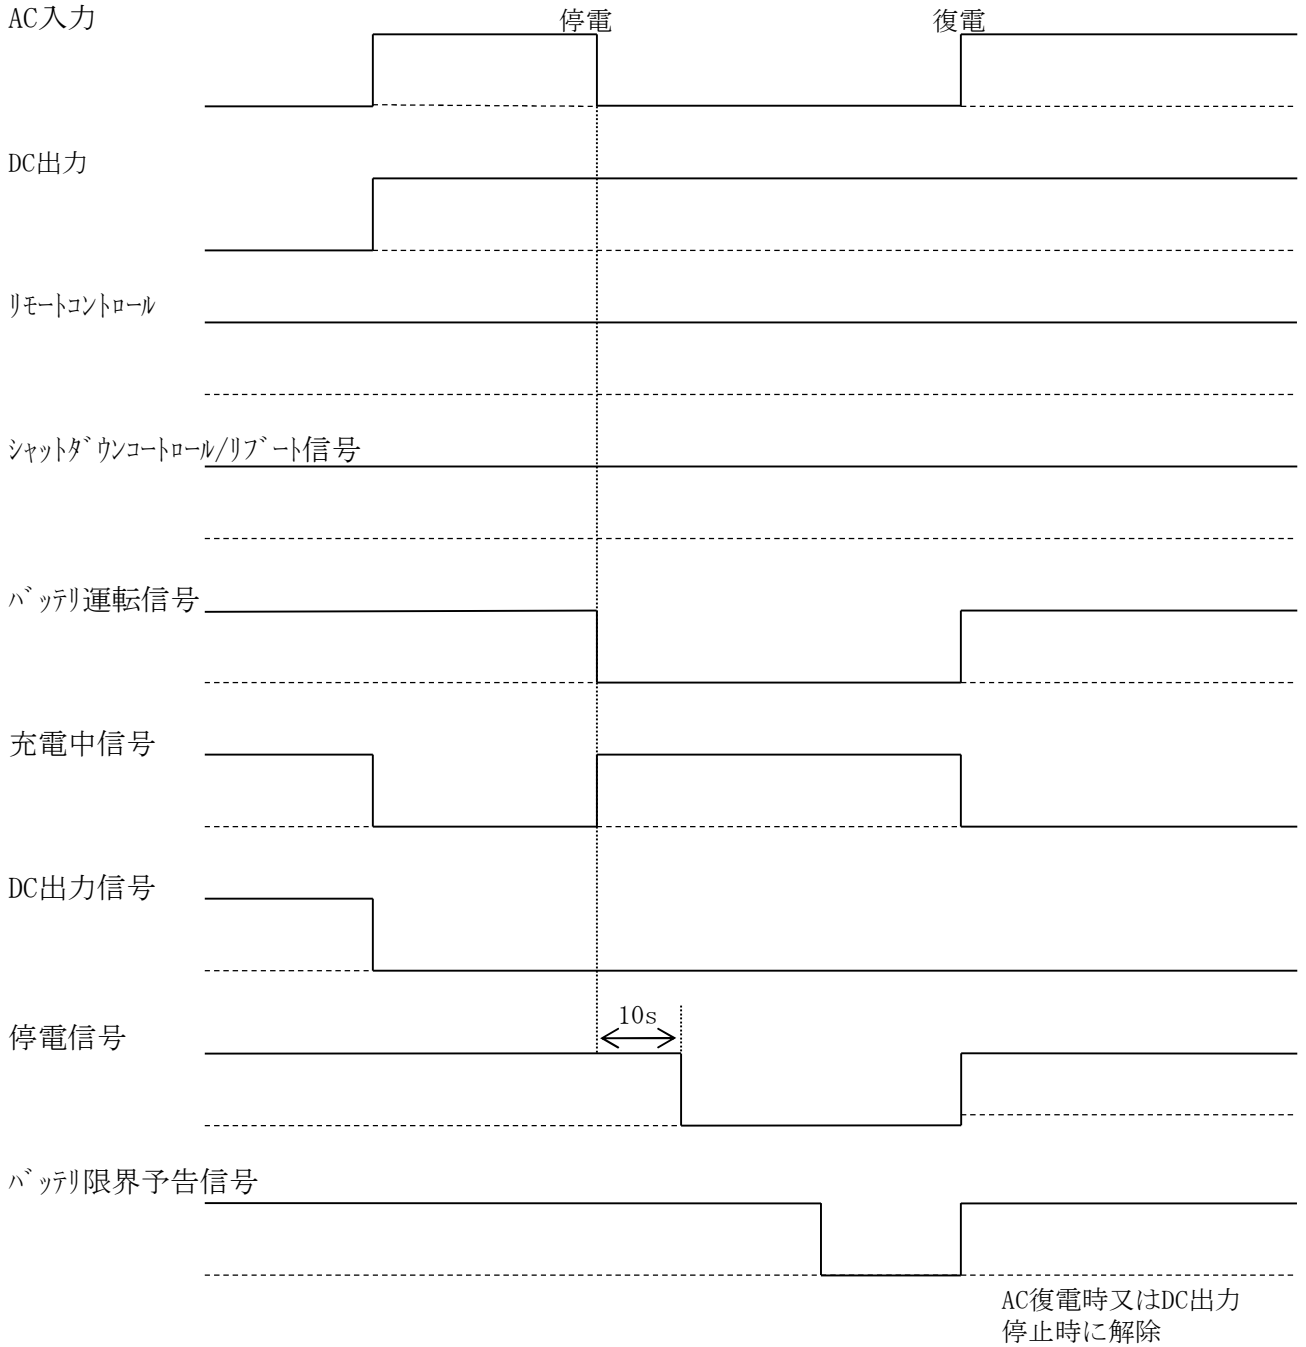 AC入力
停電
復電
DC出力
ﾘﾓｰﾄｺﾝﾄﾛｰﾙ
ｼｬｯﾄﾀﾞｳﾝｺｰﾄﾛｰﾙ/ﾘﾌﾞｰﾄ信号
ﾊﾞｯﾃﾘ運転信号
充電中信号
DC出力信号
10s
停電信号
ﾊﾞｯﾃﾘ限界予告信号
AC復電時又はDC出力
停止時に解除